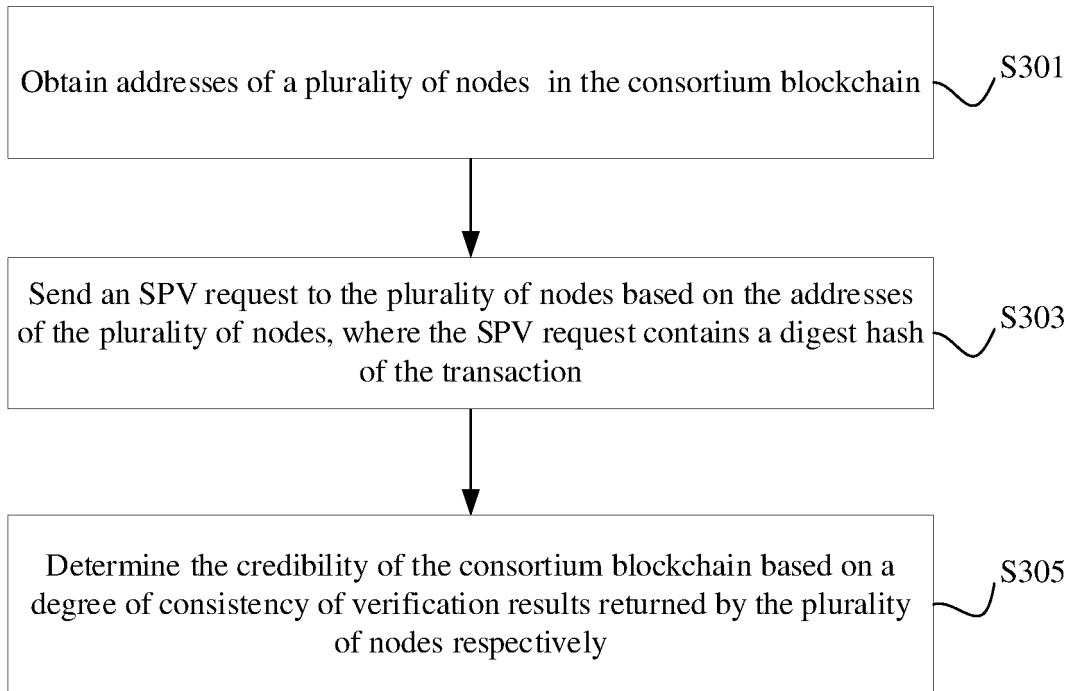 Obtain addresses of a plurality of nodes in the consortium blockchain
S301
Send an SPV request to the plurality of nodes based on the addresses
of the plurality of nodes, where the SPV request contains a digest hash
of the transaction
S303
Determine the credibility of the consortium blockchain based on a
degree of consistency of verification results returned by the plurality
of nodes respectively
S305